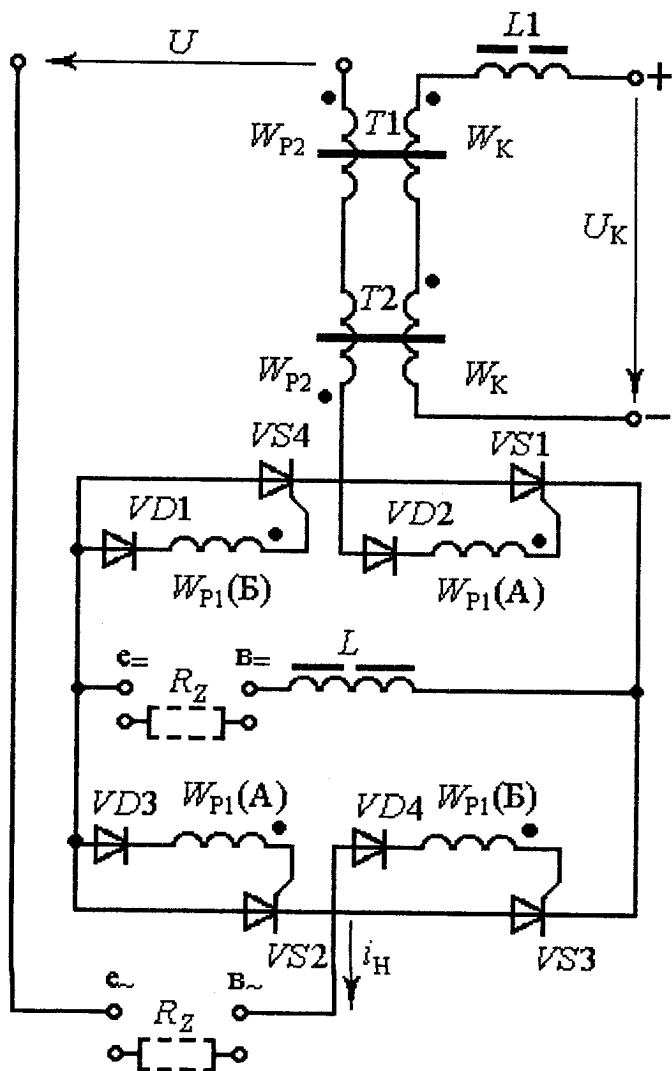 U
L1
+
T1
W_P2
W_K
U_K
T2
W_P2
W_K
−
VS4
VS1
VD1
VD2
W_P1(Б)
W_P1(А)
L
е=
R_Z
в=
VD3
W_P1(А)
VD4
W_P1(Б)
VS2
i_Н
VS3
е~
R_Z
в~